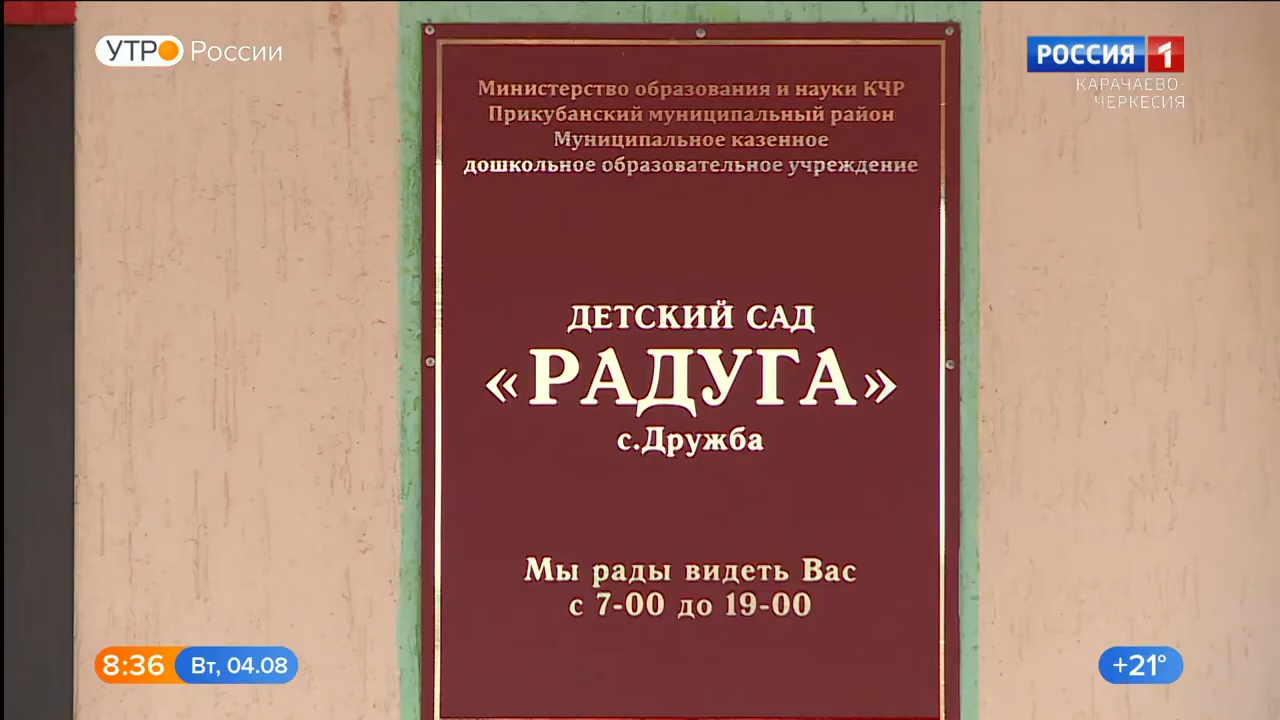 УТРО России
РОССИЯ 1
КАРАЧАЕВО-
ЧЕРКЕСИЯ
Министерство образования и науки КЧР
Прикубанский муниципальный район
Муниципальное казенное
дошкольное образовательное учреждение
ДЕТСКИЙ САД
«РАДУГА»
с.Дружба
Мы рады видеть Вас
с 7-00 до 19-00
8:36 Вт, 04.08
+21°